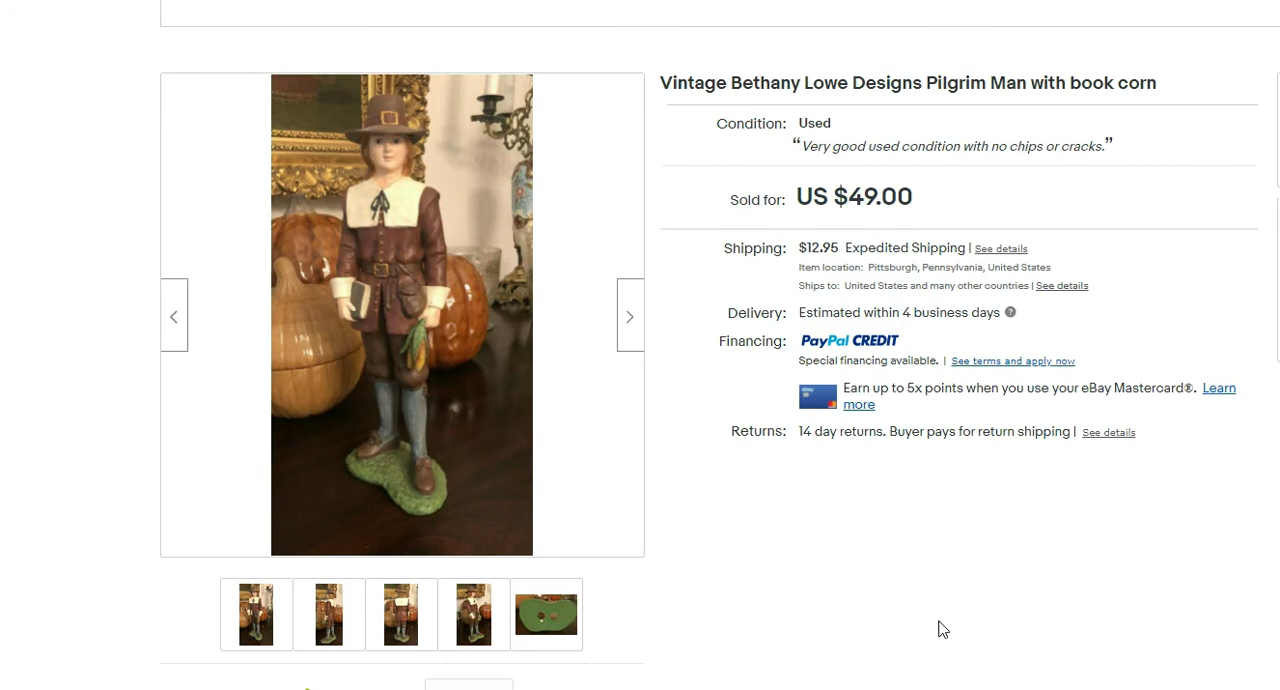 Vintage Bethany Lowe Designs Pilgrim Man with book corn
Condition: Used
“Very good used condition with no chips or cracks.”
Sold for: US $49.00
Shipping: $12.95 Expedited Shipping | See details
Item location: Pittsburgh, Pennsylvania, United States
Ships to: United States and many other countries | See details
Delivery: Estimated within 4 business days ?
Financing: PayPal CREDIT
Special financing available. | See terms and apply now
Earn up to 5x points when you use your eBay Mastercard®. Learn
more
Returns: 14 day returns. Buyer pays for return shipping | See details